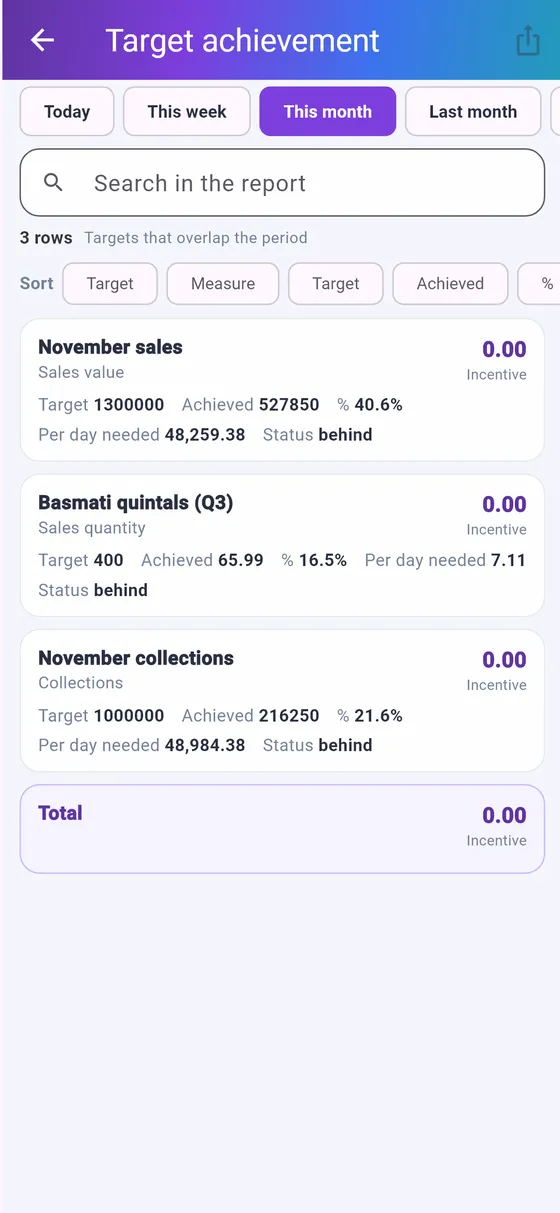 Target achievement
Today This week This month Last month
Search in the report
3 rows Targets that overlap the period
Sort Target Measure Target Achieved %
November sales 0.00
Sales value Incentive
Target 1300000 Achieved 527850 % 40.6%
Per day needed 48,259.38 Status behind
Basmati quintals (Q3) 0.00
Sales quantity Incentive
Target 400 Achieved 65.99 % 16.5% Per day needed 7.11
Status behind
November collections 0.00
Collections Incentive
Target 1000000 Achieved 216250 % 21.6%
Per day needed 48,984.38 Status behind
Total 0.00
Incentive